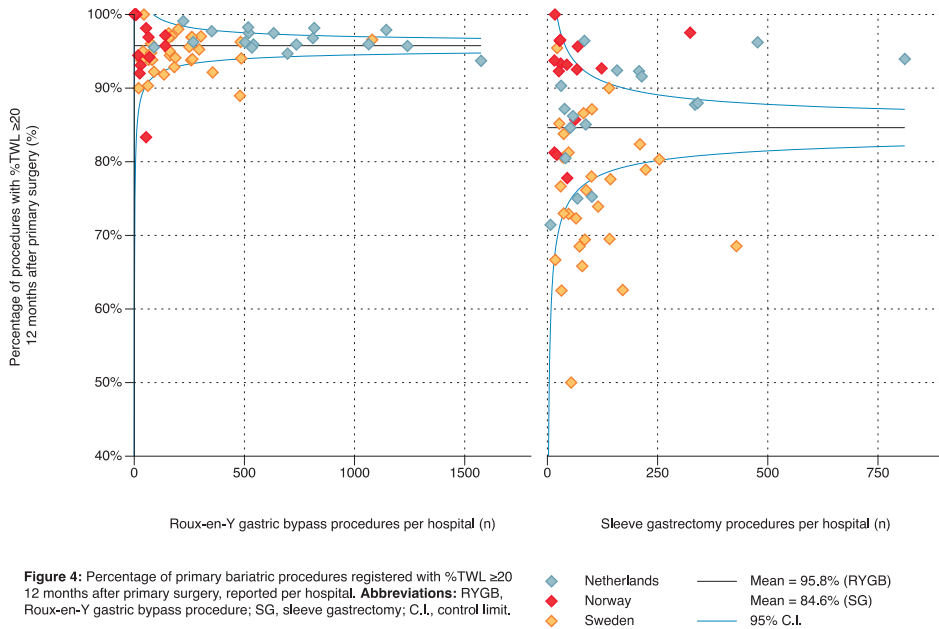 Percentage of procedures with %TWL ≥20
12 months after primary surgery (%)
100%
90%
80%
70%
60%
50%
40%
0
500
1000
1500
0
250
500
750
Roux-en-Y gastric bypass procedures per hospital (n)
Sleeve gastrectomy procedures per hospital (n)
Figure 4: Percentage of primary bariatric procedures registered with %TWL ≥20
12 months after primary surgery, reported per hospital. Abbreviations: RYGB,
Roux-en-Y gastric bypass procedure; SG, sleeve gastrectomy; C.I., control limit.
Netherlands
Norway
Sweden
Mean = 95.8% (RYGB)
Mean = 84.6% (SG)
95% C.I.